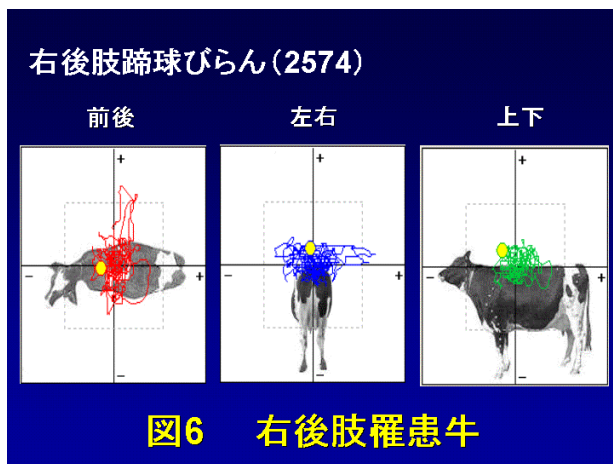 右後肢蹄球びらん(2574)
前後 左右 上下
+ + +
- + - + - +
- - -
図6 右後肢罹患牛